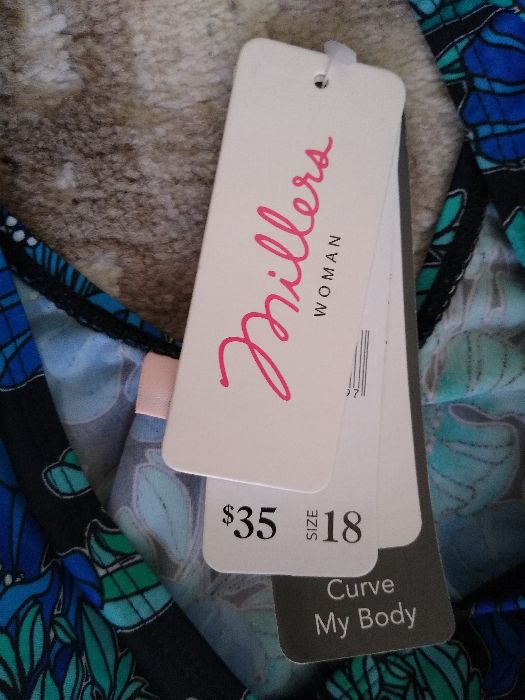 Millers
WOMAN
$35 SIZE 18
Curve
My Body